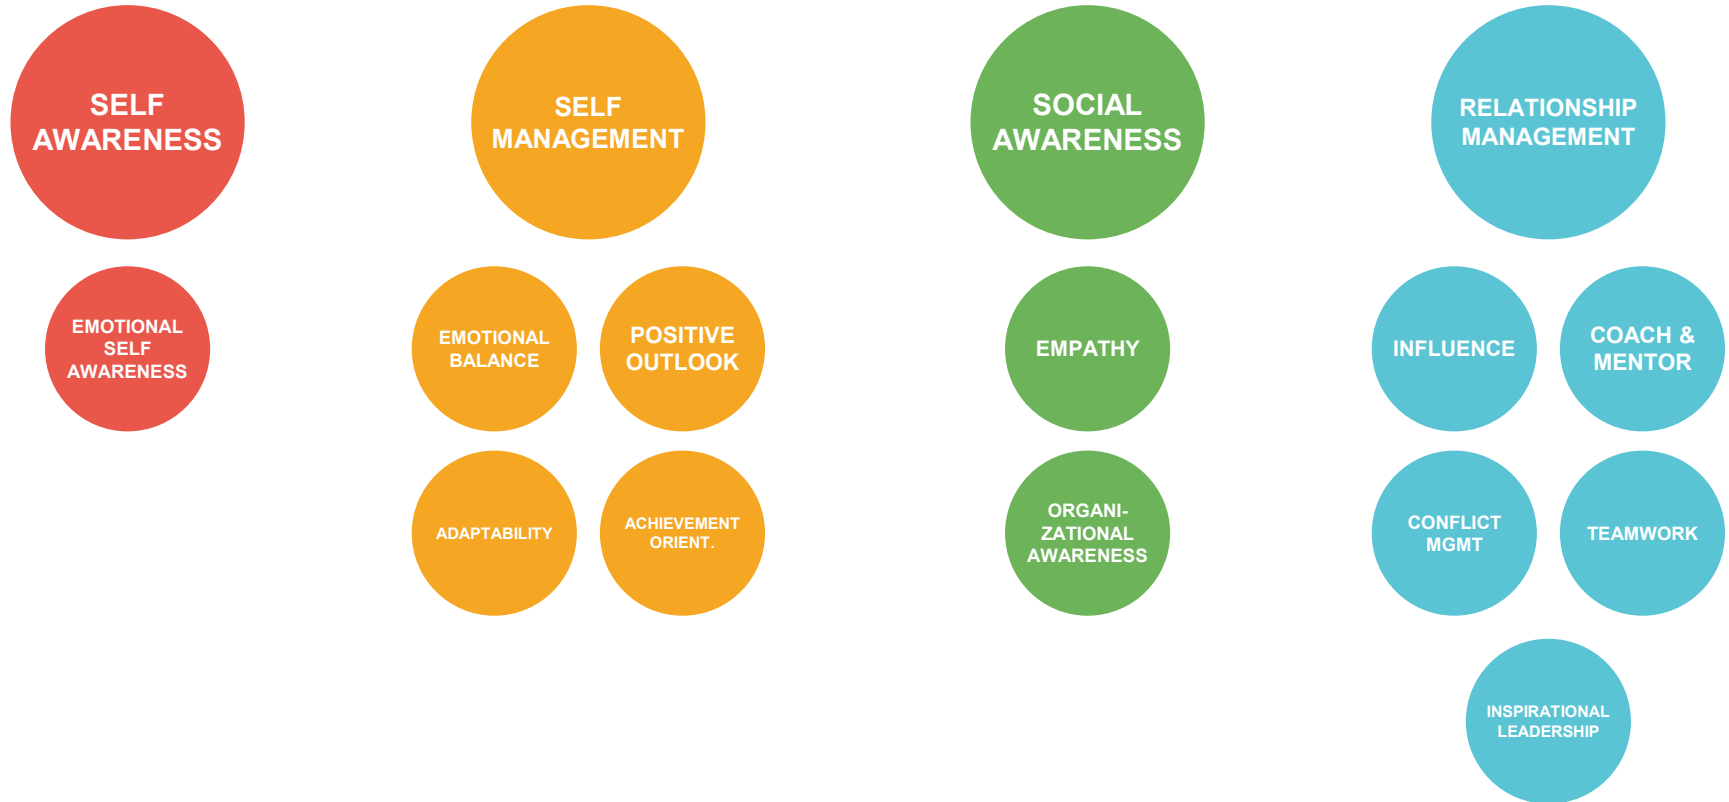 SELF
AWARENESS
SELF
MANAGEMENT
SOCIAL
AWARENESS
RELATIONSHIP
MANAGEMENT
EMOTIONAL
SELF
AWARENESS
EMOTIONAL
BALANCE
POSITIVE
OUTLOOK
EMPATHY
INFLUENCE
COACH &
MENTOR
ADAPTABILITY
ACHIEVEMENT
ORIENT.
ORGANI-
ZATIONAL
AWARENESS
CONFLICT
MGMT
TEAMWORK
INSPIRATIONAL
LEADERSHIP